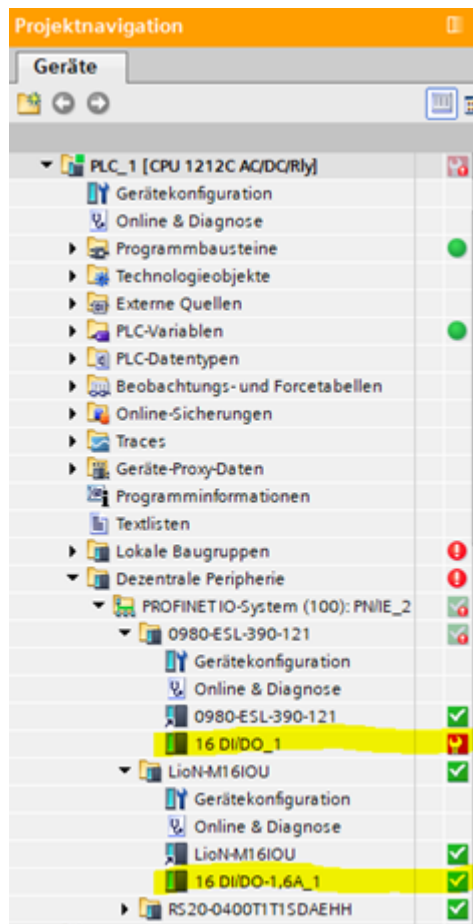 Projektnavigation
Geräte
PLC_1 [CPU 1212C AC/DC/Rly]
Gerätekonfiguration
Online & Diagnose
Programmbausteine
Technologieobjekte
Externe Quellen
PLC-Variablen
PLC-Datentypen
Beobachtungs- und Forcetabellen
Online-Sicherungen
Traces
Geräte-Proxy-Daten
Programminformationen
Textlisten
Lokale Baugruppen
Dezentrale Peripherie
PROFINET IO-System (100): PN/IE_2
0980-ESL-390-121
Gerätekonfiguration
Online & Diagnose
0980-ESL-390-121
16 DI/DO_1
LioN-M16IOU
Gerätekonfiguration
Online & Diagnose
LioN-M16IOU
16 DI/DO-1,6A_1
RS20-0400T1T1SDAEHH